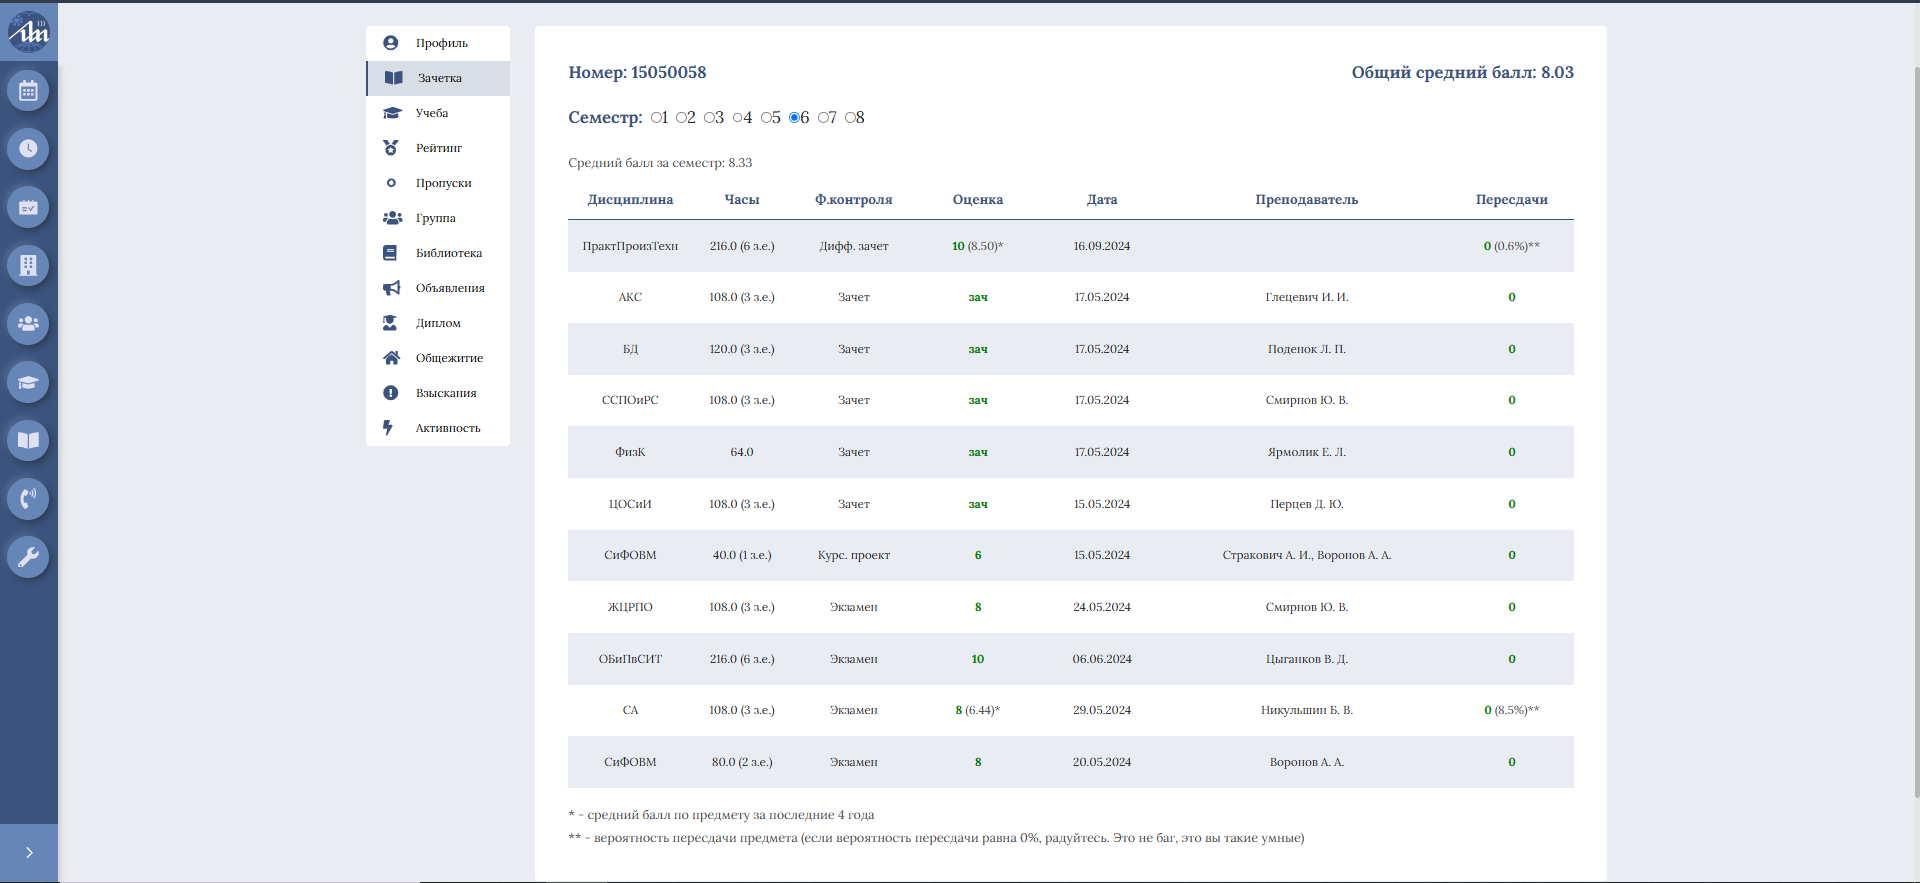 Профиль
Зачетка
Учеба
Рейтинг
Пропуски
Группа
Библиотека
Объявления
Диплом
Общежитие
Взыскания
Активность
Номер: 15050058 Общий средний балл: 8.03
Семестр: 1 2 3 4 5 6 7 8
Средний балл за семестр: 8.33
Дисциплина Часы Ф.контроля Оценка Дата Преподаватель Пересдачи
ПрактПроизТехн 216.0 (6 з.е.) Дифф. зачет 10 (8.50)* 16.09.2024 0 (0.6%)**
АКС 108.0 (3 з.е.) Зачет зач 17.05.2024 Глецевич И. И. 0
БД 120.0 (3 з.е.) Зачет зач 17.05.2024 Поденок Л. П. 0
ССПОиРС 108.0 (3 з.е.) Зачет зач 17.05.2024 Смирнов Ю. В. 0
ФизК 64.0 Зачет зач 17.05.2024 Ярмолик Е. Л. 0
ЦОСиИ 108.0 (3 з.е.) Зачет зач 15.05.2024 Перцев Д. Ю. 0
СиФОВМ 40.0 (1 з.е.) Курс. проект 6 15.05.2024 Стракович А. И., Воронов А. А. 0
ЖЦРПО 108.0 (3 з.е.) Экзамен 8 24.05.2024 Смирнов Ю. В. 0
ОБиПвСИТ 216.0 (6 з.е.) Экзамен 10 06.06.2024 Цыганков В. Д. 0
СА 108.0 (3 з.е.) Экзамен 8 (6.44)* 29.05.2024 Никульшин Б. В. 0 (8.5%)**
СиФОВМ 80.0 (2 з.е.) Экзамен 8 20.05.2024 Воронов А. А. 0
* - средний балл по предмету за последние 4 года
** - вероятность пересдачи предмета (если вероятность пересдачи равна 0%, радуйтесь. Это не баг, это вы такие умные)